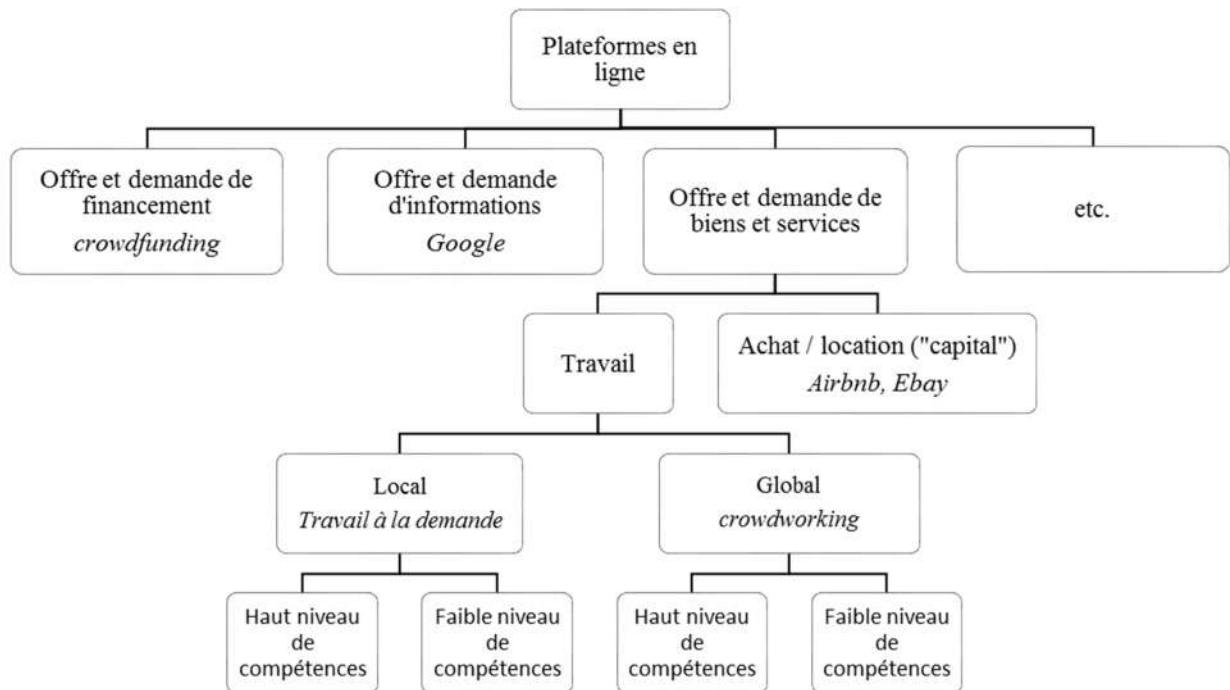 Plateformes en
ligne
Offre et demande de
financement
crowdfunding
Offre et demande
d'informations
Google
Offre et demande de
biens et services
etc.
Travail
Achat / location ("capital")
Airbnb, Ebay
Local
Travail à la demande
Global
crowdworking
Haut niveau
de
compétences
Faible niveau
de
compétences
Haut niveau
de
compétences
Faible niveau
de
compétences